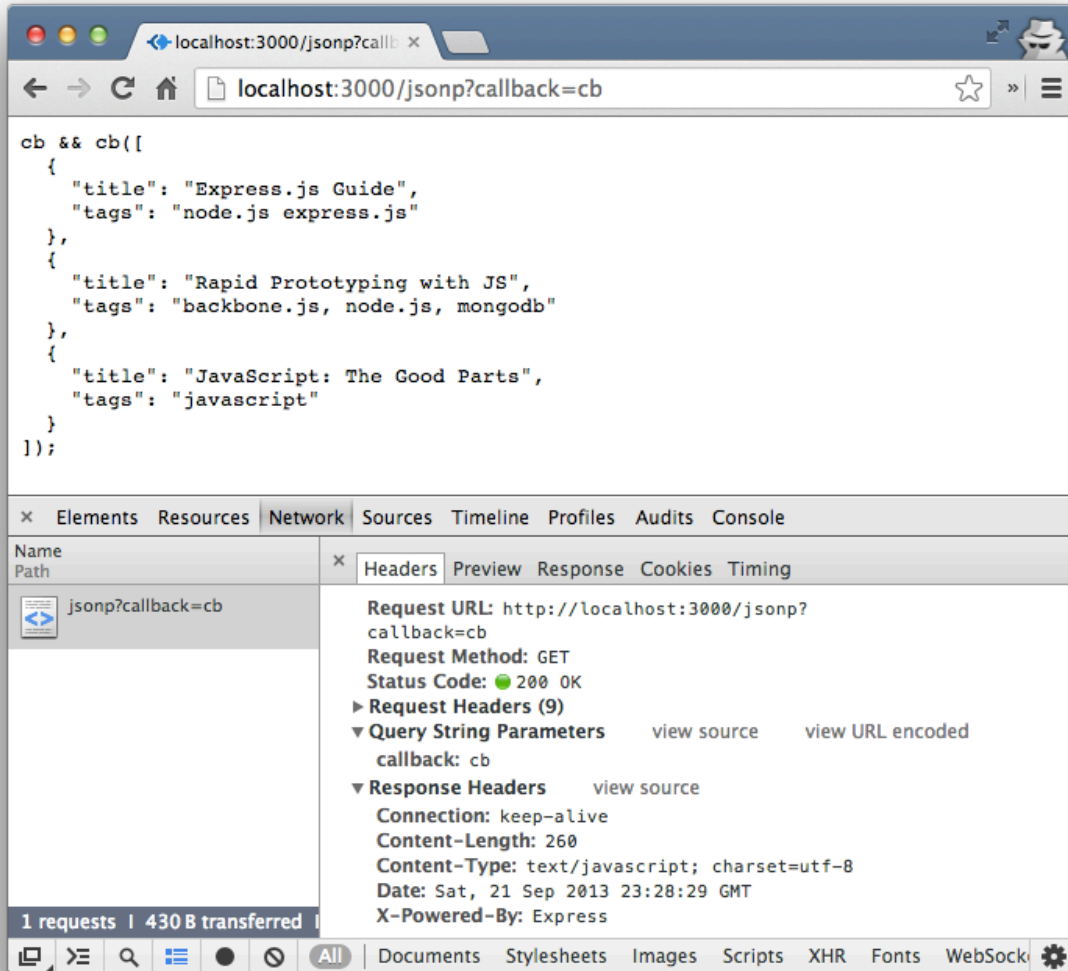 localhost:3000/jsonp?callb
localhost:3000/jsonp?callback=cb
cb && cb([
  {
    "title": "Express.js Guide",
    "tags": "node.js express.js"
  },
  {
    "title": "Rapid Prototyping with JS",
    "tags": "backbone.js, node.js, mongodb"
  },
  {
    "title": "JavaScript: The Good Parts",
    "tags": "javascript"
  }
]);
× Elements Resources Network Sources Timeline Profiles Audits Console
Name
Path
× Headers Preview Response Cookies Timing
jsonp?callback=cb
Request URL: http://localhost:3000/jsonp?
callback=cb
Request Method: GET
Status Code: 200 OK
Request Headers (9)
Query String Parameters view source view URL encoded
callback: cb
Response Headers view source
Connection: keep-alive
Content-Length: 260
Content-Type: text/javascript; charset=utf-8
Date: Sat, 21 Sep 2013 23:28:29 GMT
X-Powered-By: Express
1 requests | 430 B transferred |
All Documents Stylesheets Images Scripts XHR Fonts WebSock